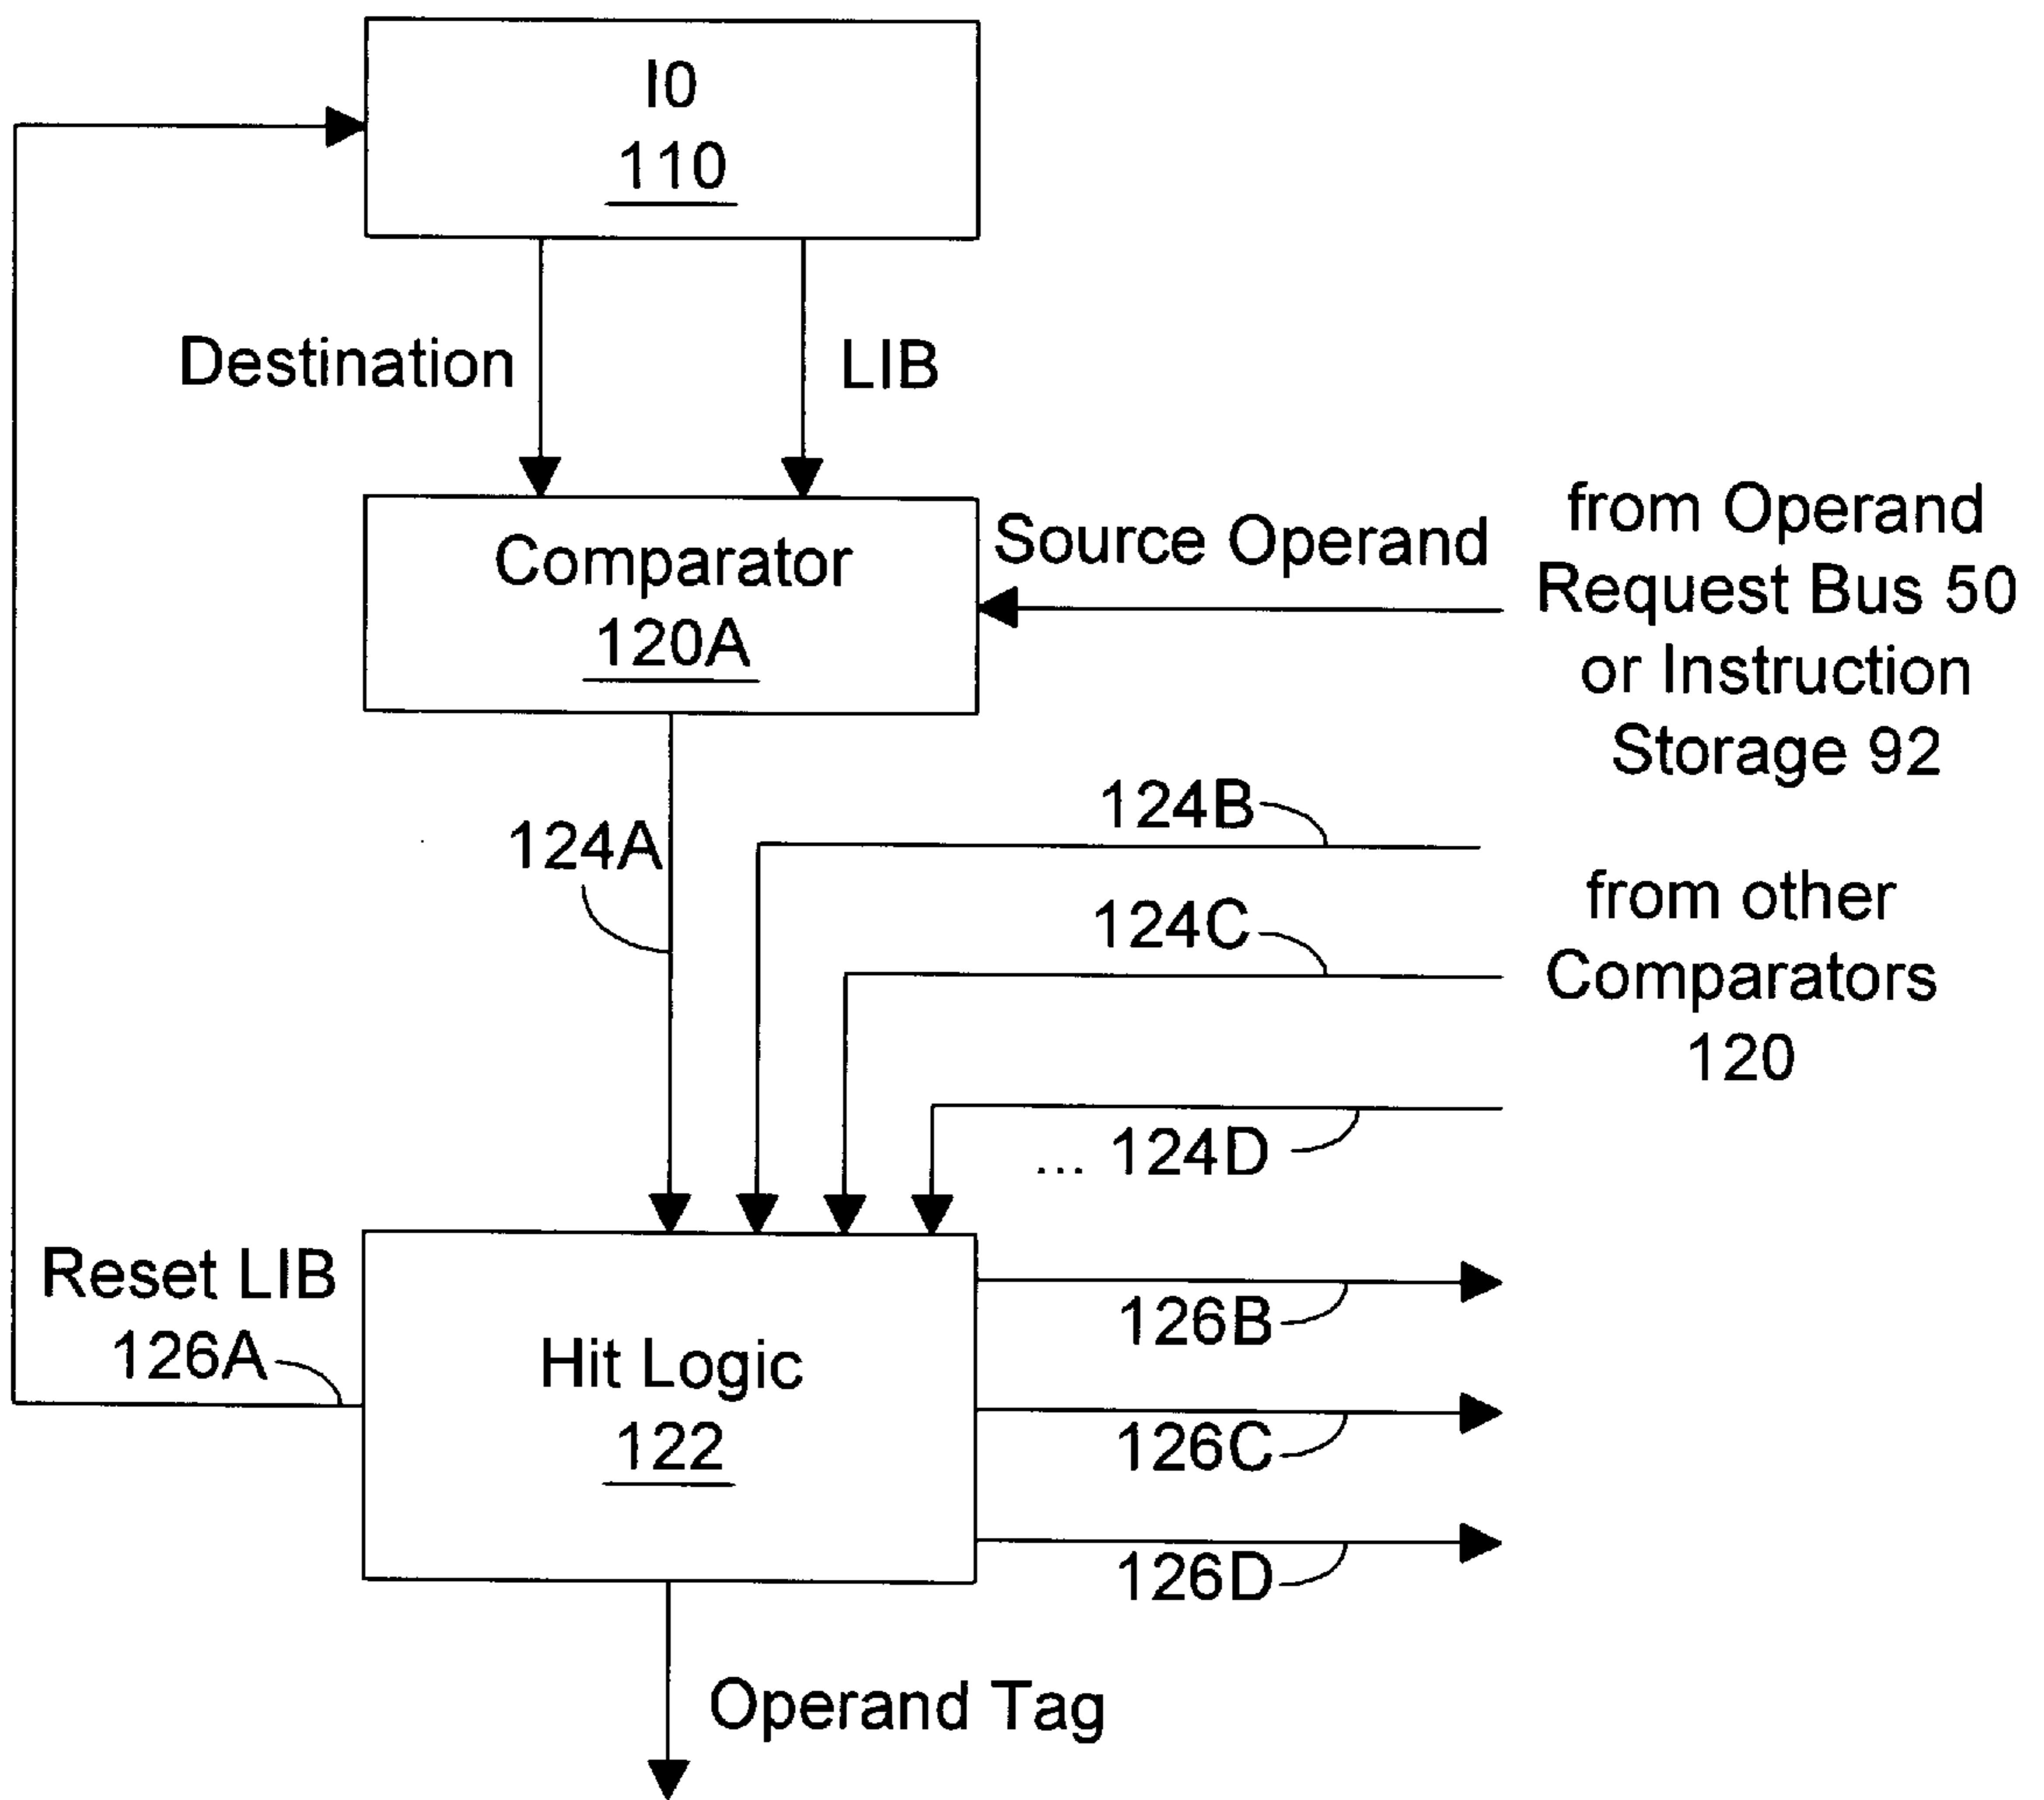 I0
110
Destination
LIB
Comparator
120A
Source Operand
from Operand
Request Bus 50
or Instruction
Storage 92
124A
124B
124C
... 124D
from other
Comparators
120
Reset LIB
126A
Hit Logic
122
126B
126C
126D
Operand Tag